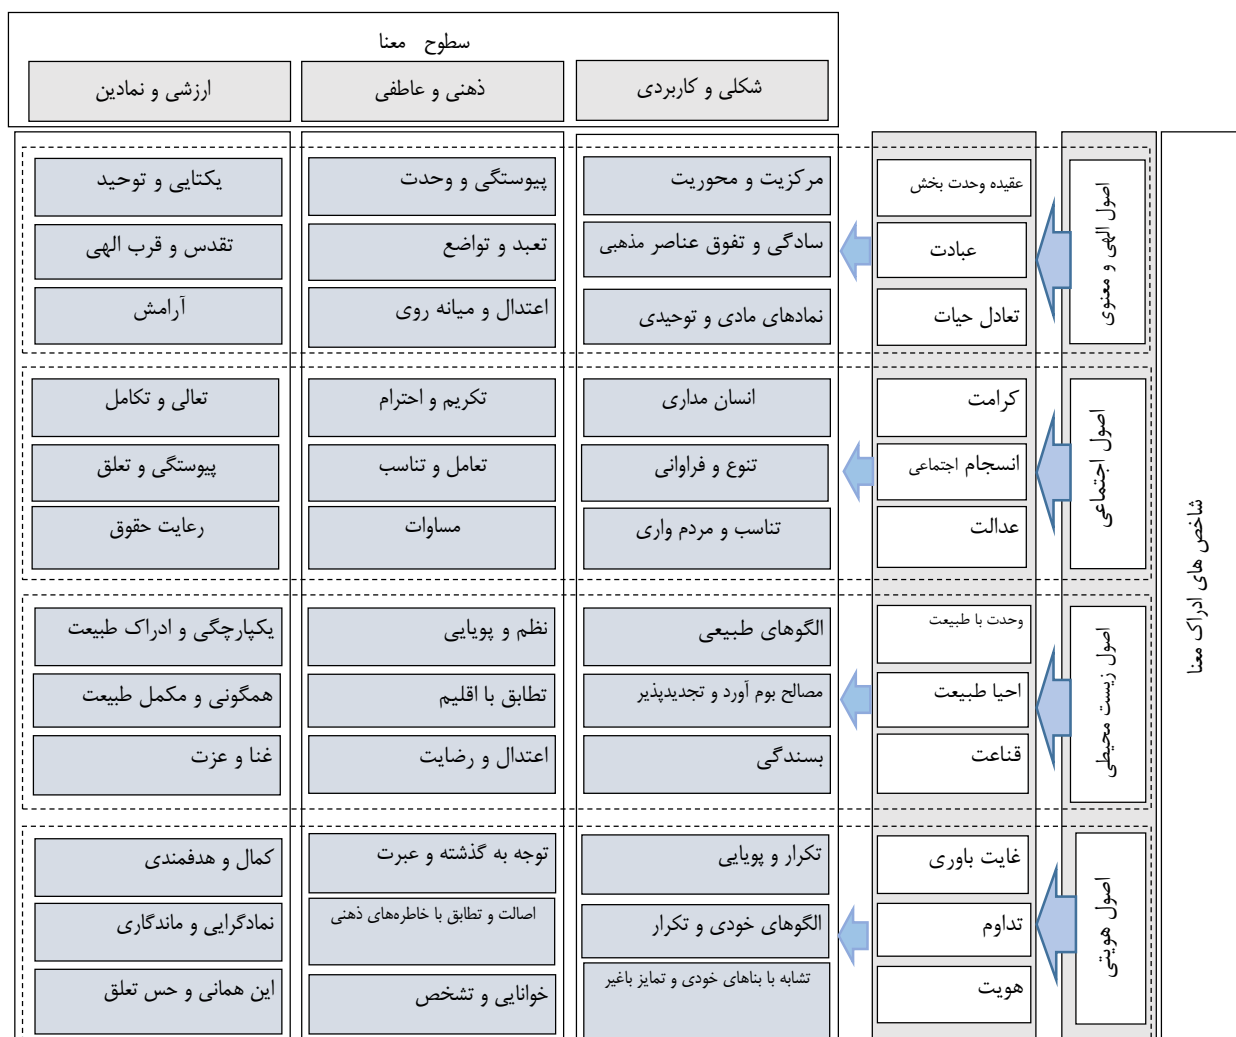 سطوح معنا
شکلی و کاربردی
ذهنی و عاطفی
ارزشی و نمادین
شاخص های ادراک معنا
اصول الهی و معنوی
عقیده وحدت بخش
مرکزیت و محوریت
پیوستگی و وحدت
یکتایی و توحید
عبادت
سادگی و تفوق عناصر مذهبی
تعبد و تواضع
تقدس و قرب الهی
تعادل حیات
نمادهای مادی و توحیدی
اعتدال و میانه روی
آرامش
اصول اجتماعی
کرامت
انسان مداری
تکریم و احترام
تعالی و تکامل
انسجام اجتماعی
تنوع و فراوانی
تعامل و تناسب
پیوستگی و تعلق
عدالت
تناسب و مردم واری
مساوات
رعایت حقوق
اصول زیست محیطی
وحدت با طبیعت
الگوهای طبیعی
نظم و پویایی
یکپارچگی و ادراک طبیعت
احیا طبیعت
مصالح بوم آورد و تجدیدپذیر
تطابق با اقلیم
همگونی و مکمل طبیعت
قناعت
بسندگی
اعتدال و رضایت
غنا و عزت
اصول هویتی
غایت باوری
تکرار و پویایی
توجه به گذشته و عبرت
کمال و هدفمندی
تداوم
الگوهای خودی و تکرار
اصالت و تطابق با خاطره‌های ذهنی
نمادگرایی و ماندگاری
هویت
تشابه با بناهای خودی و تمایز باغیر
خوانایی و تشخص
این همانی و حس تعلق